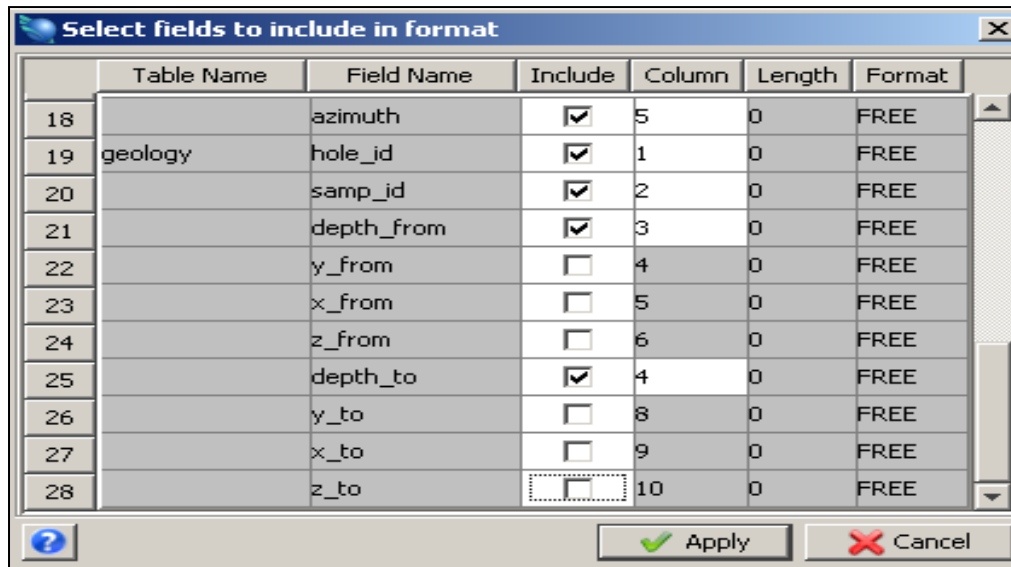 Select fields to include in format
Table Name Field Name Include Column Length Format
18 azimuth 5 0 FREE
19 geology hole_id 1 0 FREE
20 samp_id 2 0 FREE
21 depth_from 3 0 FREE
22 y_from 4 0 FREE
23 x_from 5 0 FREE
24 z_from 6 0 FREE
25 depth_to 4 0 FREE
26 y_to 8 0 FREE
27 x_to 9 0 FREE
28 z_to 10 0 FREE
? Apply Cancel